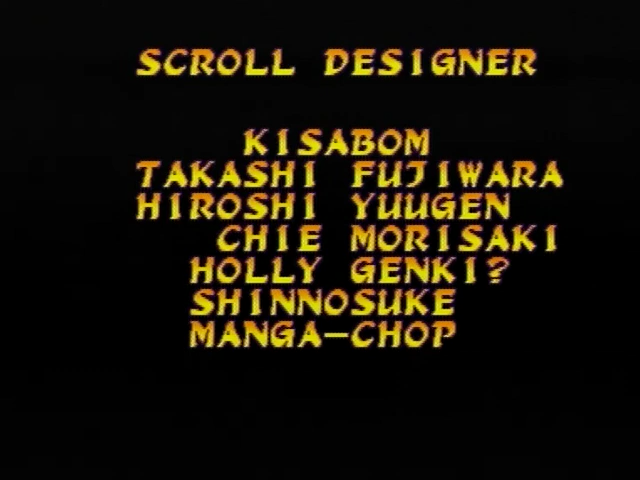 SCROLL DESIGNER
KISABOM
TAKASHI FUJIWARA
HIROSHI YUUGEN
CHIE MORISAKI
HOLLY GENKI?
SHINNOSUKE
MANGA-CHOP